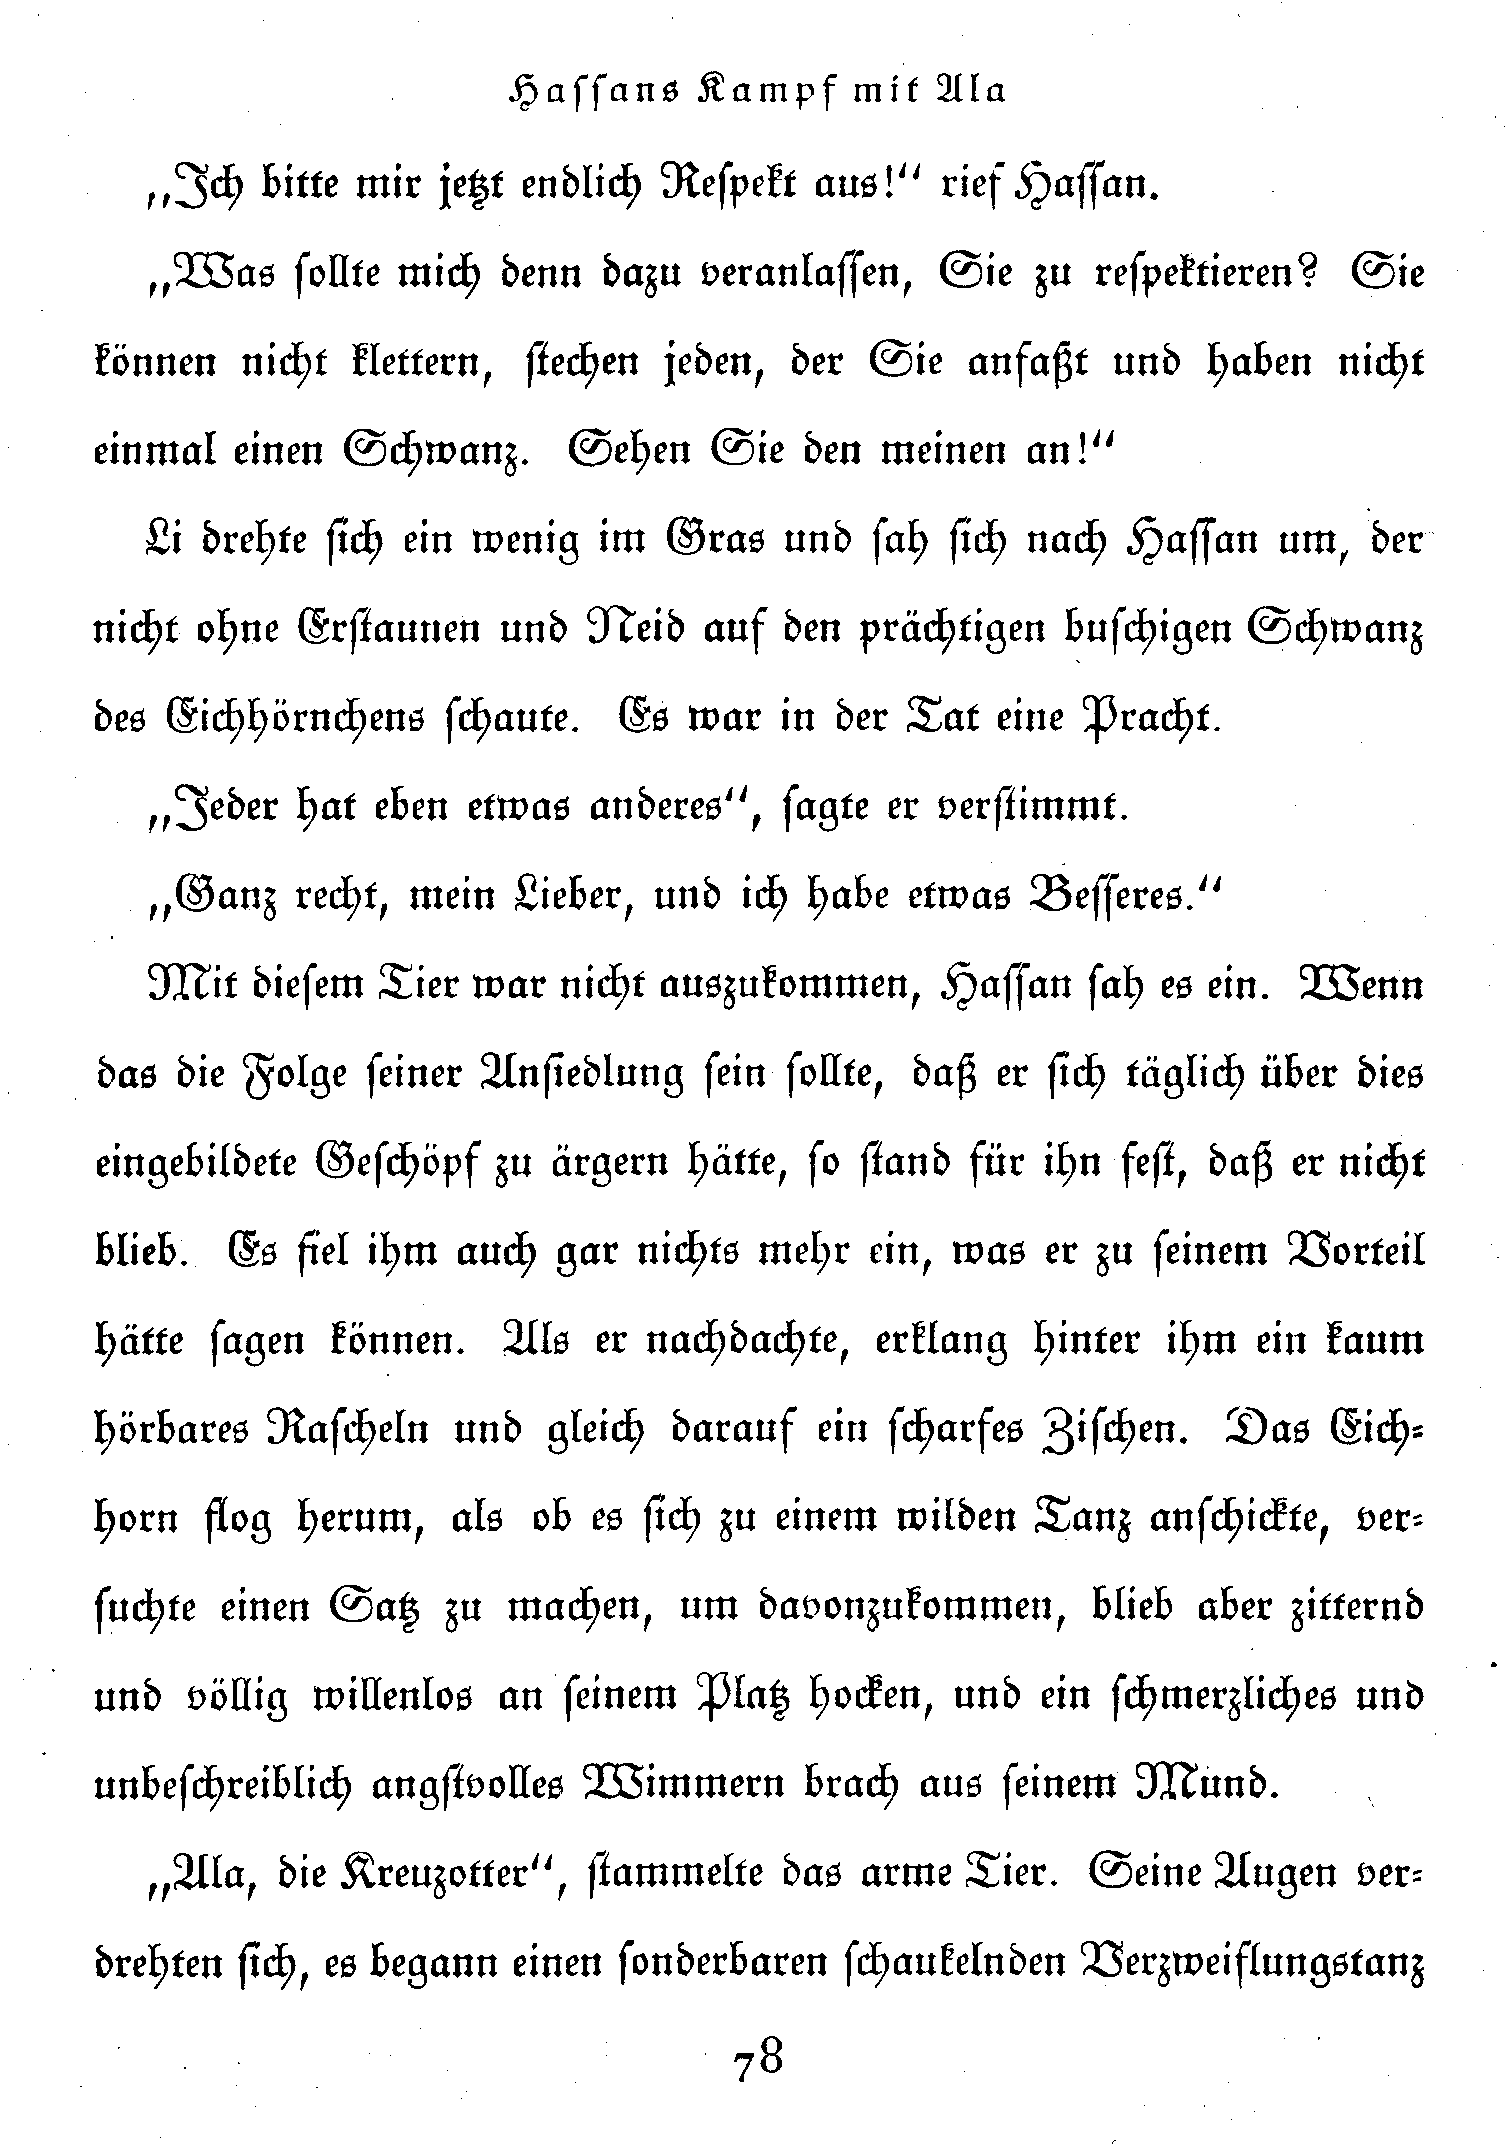 Haſſans Kampf mit Ala
„Ich bitte mir jetzt endlich Reſpekt aus!“ rief Haſſan.
„Was ſollte mich denn dazu veranlaſſen, Sie zu reſpektieren? Sie
können nicht klettern, ſtechen jeden, der Sie anfaßt und haben nicht
einmal einen Schwanz. Sehen Sie den meinen an!“
Li drehte ſich ein wenig im Gras und ſah ſich nach Haſſan um, der
nicht ohne Erſtaunen und Neid auf den prächtigen buſchigen Schwanz
des Eichhörnchens ſchaute. Es war in der Tat eine Pracht.
„Jeder hat eben etwas anderes“, ſagte er verſtimmt.
„Ganz recht, mein Lieber, und ich habe etwas Beſſeres.“
Mit dieſem Tier war nicht auszukommen, Haſſan ſah es ein. Wenn
das die Folge ſeiner Anſiedlung ſein ſollte, daß er ſich täglich über dies
eingebildete Geſchöpf zu ärgern hätte, ſo ſtand für ihn feſt, daß er nicht
blieb. Es fiel ihm auch gar nichts mehr ein, was er zu ſeinem Vorteil
hätte ſagen können. Als er nachdachte, erklang hinter ihm ein kaum
hörbares Raſcheln und gleich darauf ein ſcharfes Ziſchen. Das Eich⸗
horn flog herum, als ob es ſich zu einem wilden Tanz anſchickte, ver⸗
ſuchte einen Satz zu machen, um davonzukommen, blieb aber zitternd
und völlig willenlos an ſeinem Platz hocken, und ein ſchmerzliches und
unbeſchreiblich angſtvolles Wimmern brach aus ſeinem Mund.
„Ala, die Kreuzotter“, ſtammelte das arme Tier. Seine Augen ver⸗
drehten ſich, es begann einen ſonderbaren ſchaukelnden Verzweiflungstanz
78